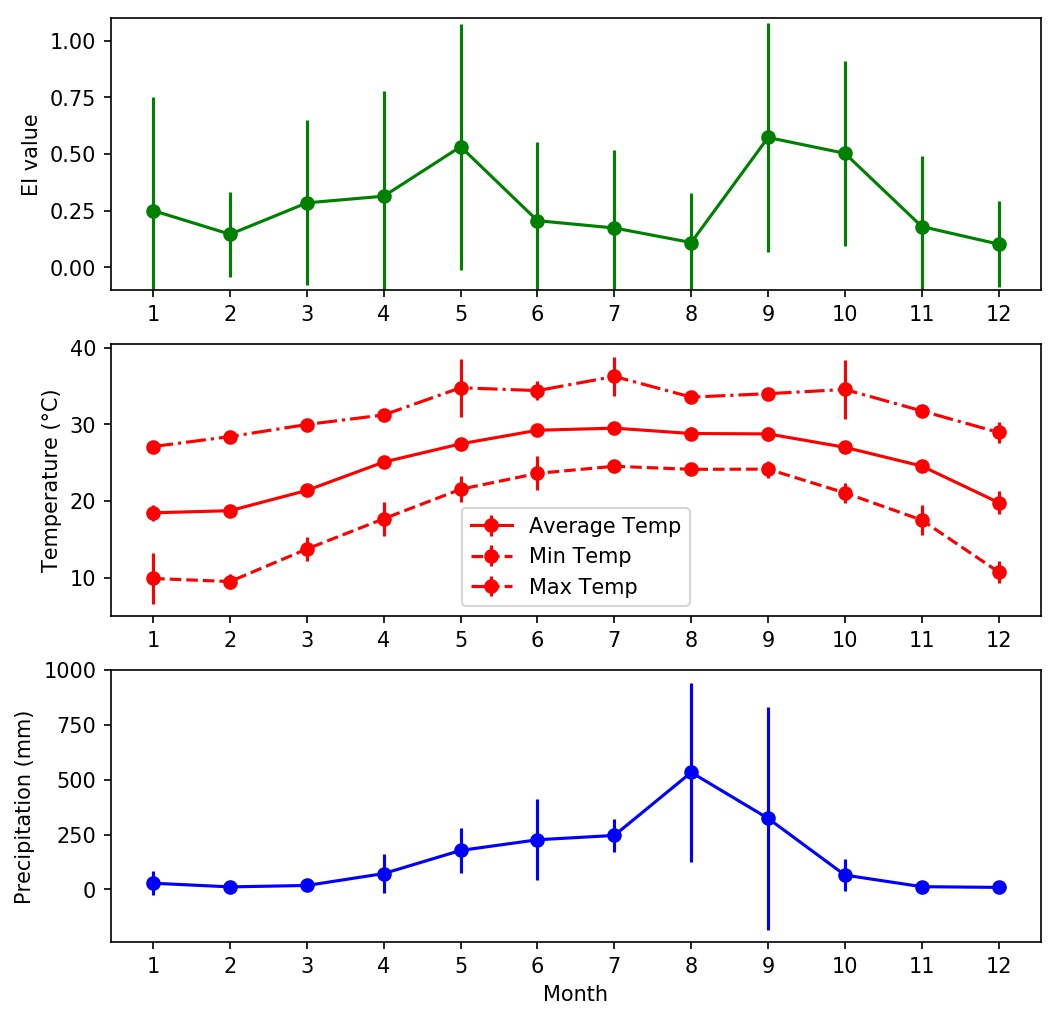 EI value
1.00
0.75
0.50
0.25
0.00
1 2 3 4 5 6 7 8 9 10 11 12
Temperature (°C)
40
30
20
10
Average Temp
Min Temp
Max Temp
1 2 3 4 5 6 7 8 9 10 11 12
Precipitation (mm)
1000
750
500
250
0
1 2 3 4 5 6 7 8 9 10 11 12
Month